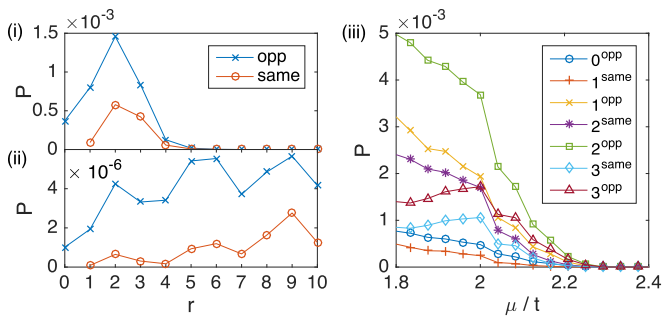 (i)
× 10⁻³
1.5
1
0.5
0
P
opp
same
(ii)
× 10⁻⁶
4
2
0
P
0 1 2 3 4 5 6 7 8 9 10
r
(iii)
× 10⁻³
5
4
3
2
1
0
P
0^opp
1^same
1^opp
2^same
2^opp
3^same
3^opp
1.8 2 2.2 2.4
μ / t